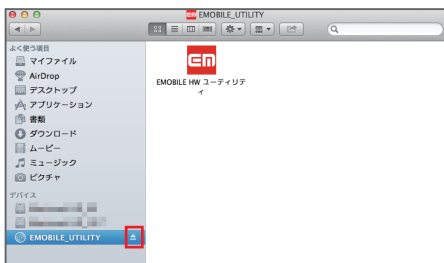 EMOBILE_UTILITY
よく使う項目
マイファイル
AirDrop
デスクトップ
アプリケーション
書類
ダウンロード
ムービー
ミュージック
ピクチャ
デバイス
EMOBILE_UTILITY
EMOBILE HW ユーティリテ
ィ